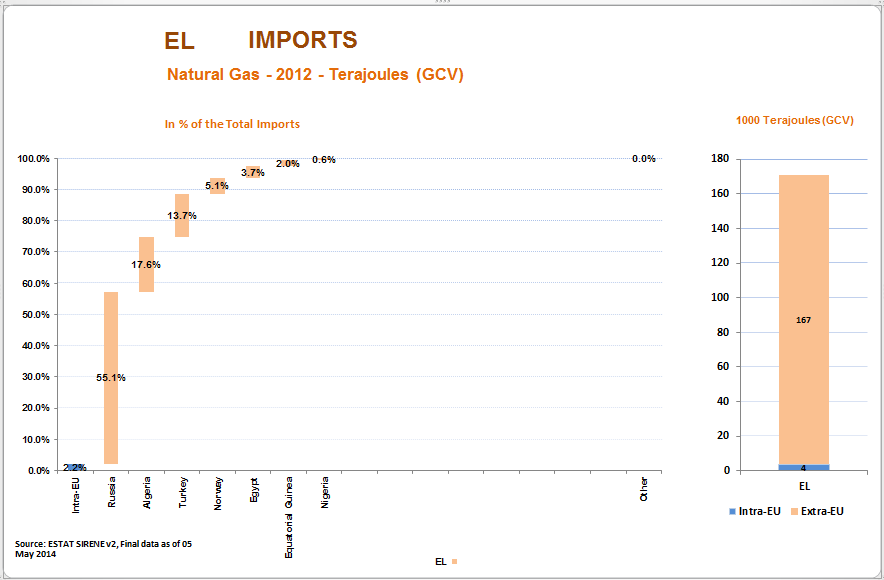 EL IMPORTS
Natural Gas - 2012 - Terajoules (GCV)
In % of the Total Imports
100.0%
90.0%
80.0%
70.0%
60.0%
50.0%
40.0%
30.0%
20.0%
10.0%
0.0%
2.2%
55.1%
17.6%
13.7%
5.1%
3.7%
2.0%
0.6%
0.0%
Intra-EU
Russia
Algeria
Turkey
Norway
Egypt
Equatorial Guinea
Nigeria
Other
EL
1000 Terajoules (GCV)
180
160
140
120
100
80
60
40
20
0
167
4
EL
Intra-EU Extra-EU
Source: ESTAT SIRENE v2, Final data as of 05
May 2014